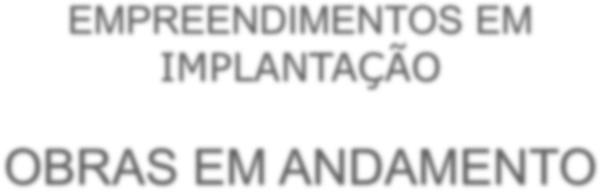 EMPREENDIMENTOS EM
IMPLANTAÇÃO
OBRAS EM ANDAMENTO